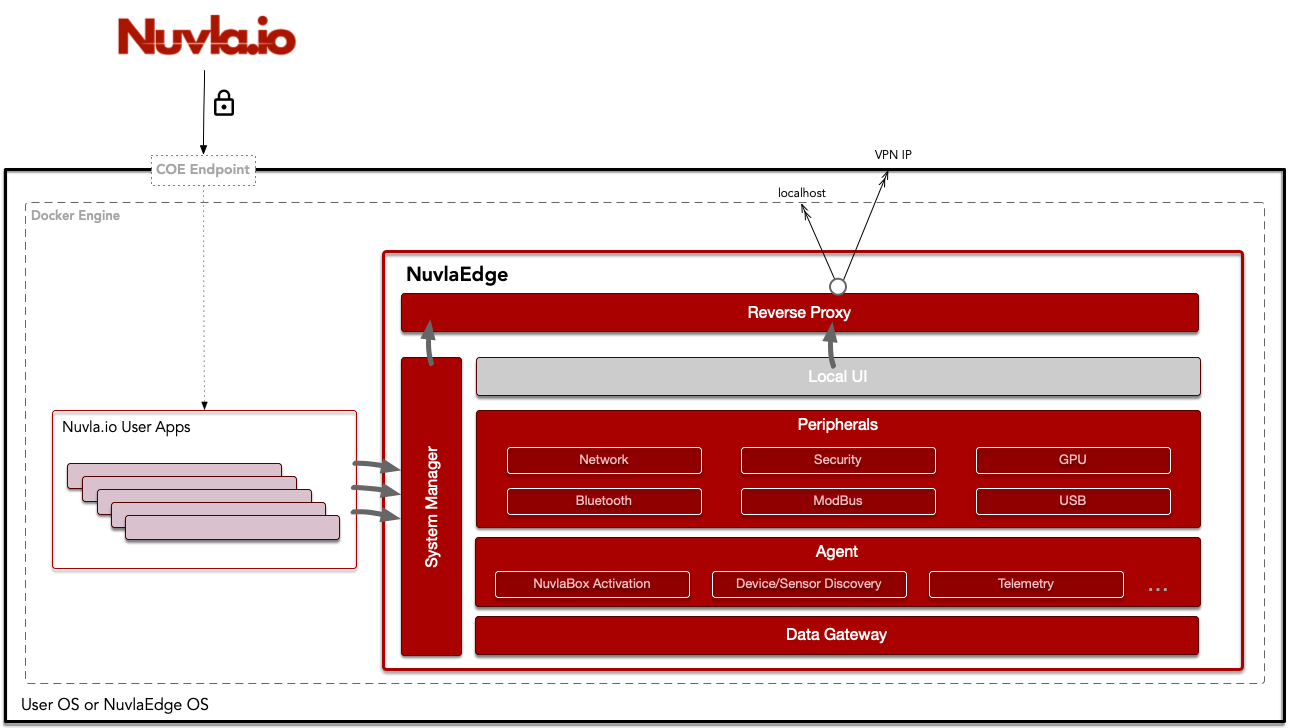 Nuvla.io
COE Endpoint
VPN IP
localhost
Docker Engine
NuvlaEdge
Reverse Proxy
Local UI
Nuvla.io User Apps
System Manager
Peripherals
Network
Security
GPU
Bluetooth
ModBus
USB
Agent
NuvlaBox Activation
Device/Sensor Discovery
Telemetry
...
Data Gateway
User OS or NuvlaEdge OS